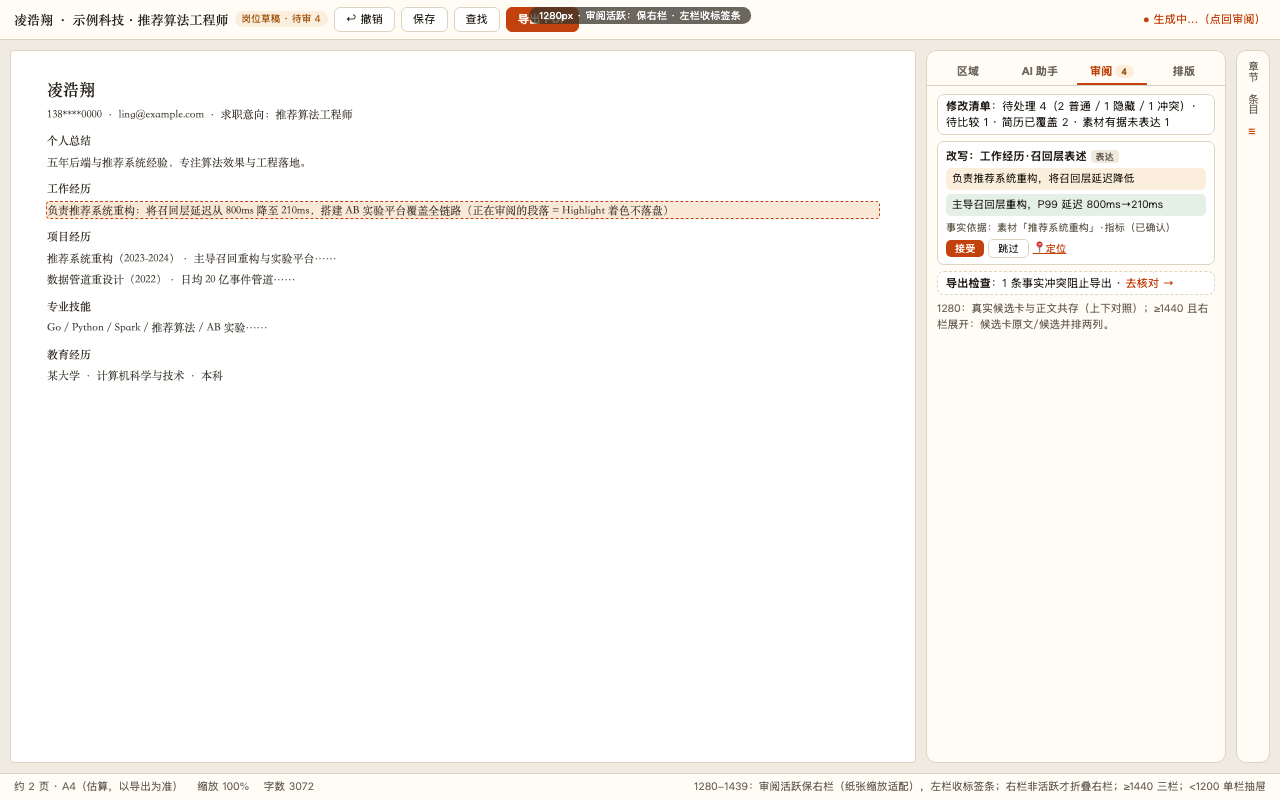 凌浩翔 · 示例科技 · 推荐算法工程师 岗位草稿 · 待审 4 ↩ 撤销 保存 查找 导 1280px · 审阅活跃：保右栏 · 左栏收标签条 ● 生成中…（点回审阅）
凌浩翔
138****0000 · ling@example.com · 求职意向：推荐算法工程师
个人总结
五年后端与推荐系统经验，专注算法效果与工程落地。
工作经历
负责推荐系统重构：将召回层延迟从 800ms 降至 210ms，搭建 AB 实验平台覆盖全链路（正在审阅的段落 = Highlight 着色不落盘）
项目经历
推荐系统重构（2023-2024） · 主导召回重构与实验平台……
数据管道重设计（2022） · 日均 20 亿事件管道……
专业技能
Go / Python / Spark / 推荐算法 / AB 实验……
教育经历
某大学 · 计算机科学与技术 · 本科
区域 AI 助手 审阅 4 排版
修改清单：待处理 4（2 普通 / 1 隐藏 / 1 冲突）·
待比较 1 · 简历已覆盖 2 · 素材有据未表达 1
改写：工作经历·召回层表述 表达
负责推荐系统重构，将召回层延迟降低
主导召回层重构，P99 延迟 800ms→210ms
事实依据：素材「推荐系统重构」·指标（已确认）
接受 跳过 📍定位
导出检查：1 条事实冲突阻止导出 · 去核对 →
1280：真实候选卡与正文共存（上下对照）；≥1440 且右
栏展开：候选卡原文/候选并排两列。
章节
条目
≡
约 2 页 · A4（估算，以导出为准） 缩放 100% 字数 3072 1280–1439：审阅活跃保右栏（纸张缩放适配），左栏收标签条；右栏非活跃才折叠右栏；≥1440 三栏；<1200 单栏抽屉